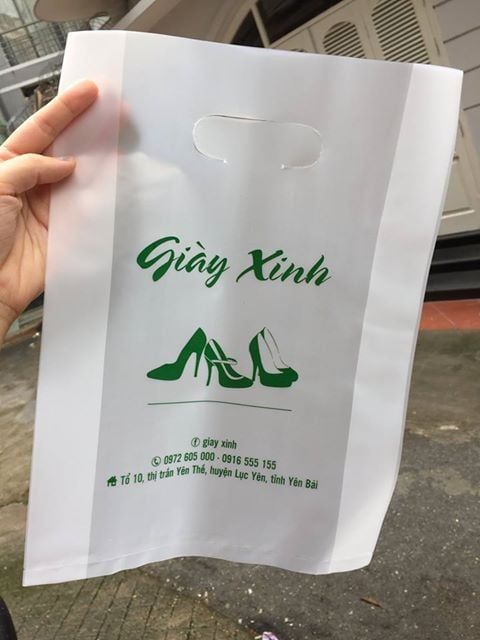 Giày Xinh
giay xinh
0972 605 000 - 0916 555 155
Tổ 10, thị trấn Yên Thế, huyện Lục Yên, tỉnh Yên Bái